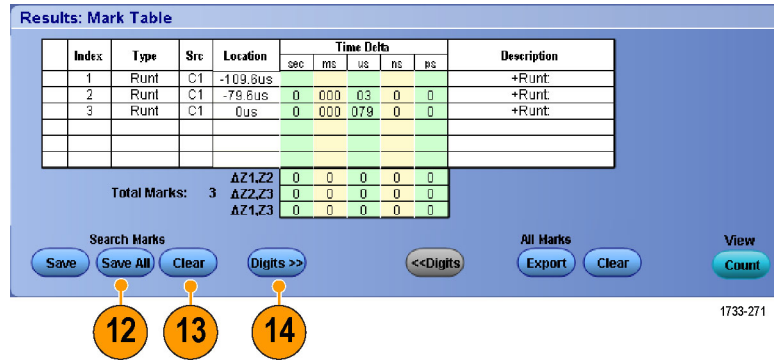 Results: Mark Table
Index Type Src Location Time Delta Description
sec ms us ns ps
1 Runt C1 -109.6us +Runt:
2 Runt C1 -79.6us 0 000 03 0 0 +Runt:
3 Runt C1 0us 0 000 079 0 0 +Runt:
ΔZ1,Z2 0 0 0 0 0
Total Marks: 3 ΔZ2,Z3 0 0 0 0 0
ΔZ1,Z3 0 0 0 0 0
Search Marks All Marks View
Save Save All Clear Digits >> <<Digits Export Clear Count
1733-271
12 13 14